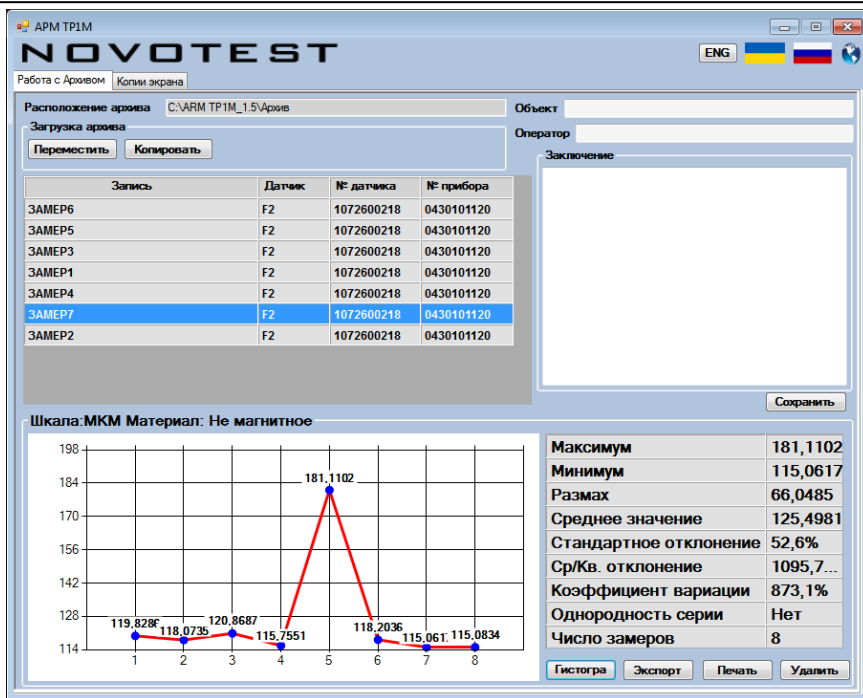 АРМ ТР1М
NOVOTEST
ENG
Работа с Архивом Копии экрана
Расположение архива C:\ARM TP1M_1.5\Архив
Объект
Загрузка архива
Оператор
Переместить Копировать
Заключение
Запись Датчик № датчика № прибора
ЗАМЕР6 F2 1072600218 0430101120
ЗАМЕР5 F2 1072600218 0430101120
ЗАМЕР3 F2 1072600218 0430101120
ЗАМЕР1 F2 1072600218 0430101120
ЗАМЕР4 F2 1072600218 0430101120
ЗАМЕР7 F2 1072600218 0430101120
ЗАМЕР2 F2 1072600218 0430101120
Сохранить
Шкала:МКМ Материал: Не магнитное
198
184
170
156
142
128
114
119,8286
118,0735
120,8687
115,7551
181,1102
118,2036
115,061
115,0834
1 2 3 4 5 6 7 8
Максимум 181,1102
Минимум 115,0617
Размах 66,0485
Среднее значение 125,4981
Стандартное отклонение 52,6%
Ср/Кв. отклонение 1095,7...
Коэффициент вариации 873,1%
Однородность серии Нет
Число замеров 8
Гистогра Экспорт Печать Удалить